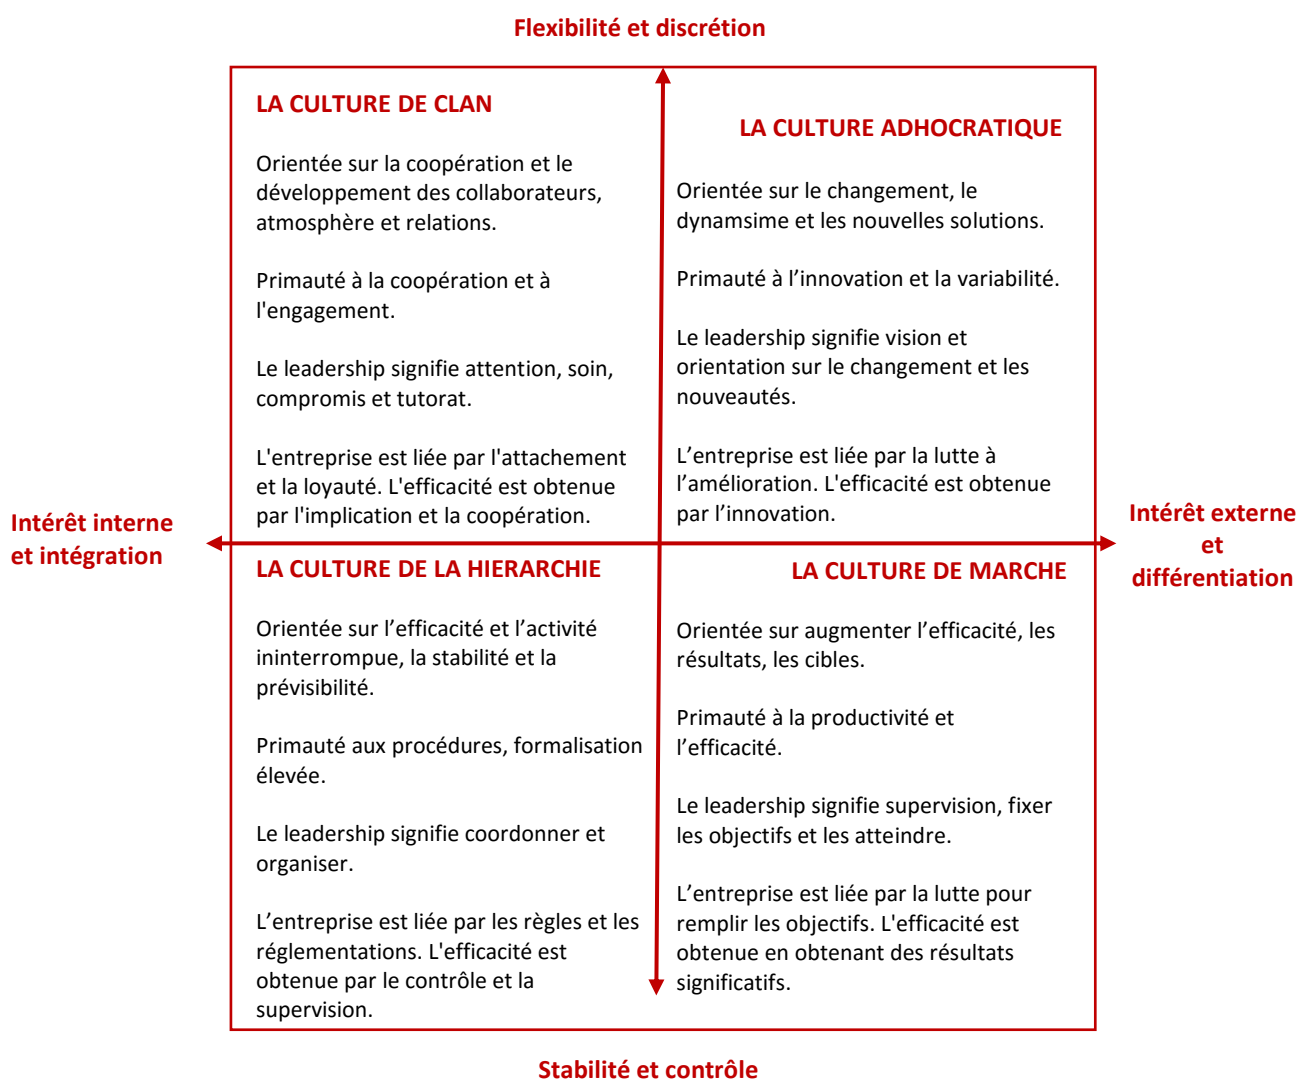 Flexibilité et discrétion
LA CULTURE DE CLAN
Orientée sur la coopération et le
développement des collaborateurs,
atmosphère et relations.
Primauté à la coopération et à
l'engagement.
Le leadership signifie attention, soin,
compromis et tutorat.
L'entreprise est liée par l'attachement
et la loyauté. L'efficacité est obtenue
par l'implication et la coopération.
LA CULTURE ADHOCRATIQUE
Orientée sur le changement, le
dynamsime et les nouvelles solutions.
Primauté à l’innovation et la variabilité.
Le leadership signifie vision et
orientation sur le changement et les
nouveautés.
L’entreprise est liée par la lutte à
l’amélioration. L'efficacité est obtenue
par l’innovation.
Intérêt interne
et intégration
Intérêt externe
et
différentiation
LA CULTURE DE LA HIERARCHIE
Orientée sur l’efficacité et l’activité
ininterrompue, la stabilité et la
prévisibilité.
Primauté aux procédures, formalisation
élevée.
Le leadership signifie coordonner et
organiser.
L’entreprise est liée par les règles et les
réglementations. L'efficacité est
obtenue par le contrôle et la
supervision.
LA CULTURE DE MARCHE
Orientée sur augmenter l’efficacité, les
résultats, les cibles.
Primauté à la productivité et
l’efficacité.
Le leadership signifie supervision, fixer
les objectifs et les atteindre.
L’entreprise est liée par la lutte pour
remplir les objectifs. L'efficacité est
obtenue en obtenant des résultats
significatifs.
Stabilité et contrôle